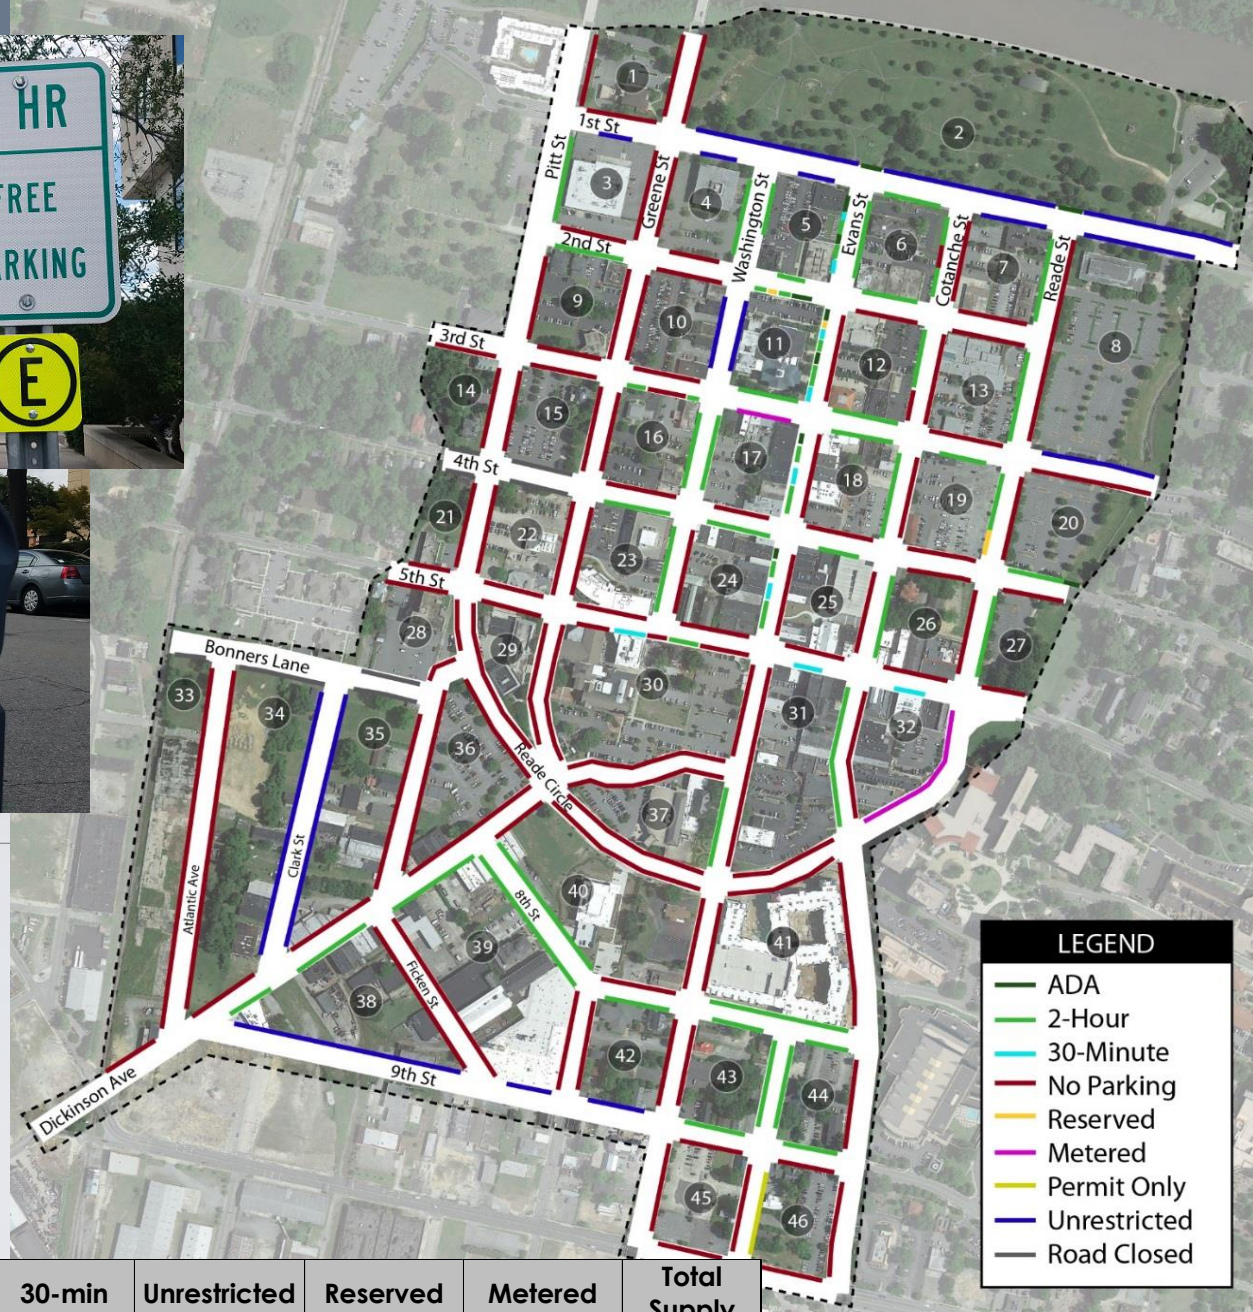 HR
FREE
RKING
E
1
1st St
2
Pitt St
3
Greene St
4
Washington St
5
Evans St
6
Cotanche St
7
Reade St
2nd St
8
9
10
11
12
13
3rd St
14
15
16
17
18
19
20
4th St
21
22
23
24
25
26
27
5th St
28
29
30
31
32
Bonners Lane
33
34
35
36
Reade Circle
37
Clark St
Atlantic Ave
8th St
40
39
41
Ficken St
38
42
43
44
9th St
Dickinson Ave
45
46
LEGEND
ADA
2-Hour
30-Minute
No Parking
Reserved
Metered
Permit Only
Unrestricted
Road Closed
30-min Unrestricted Reserved Metered Total
Supply